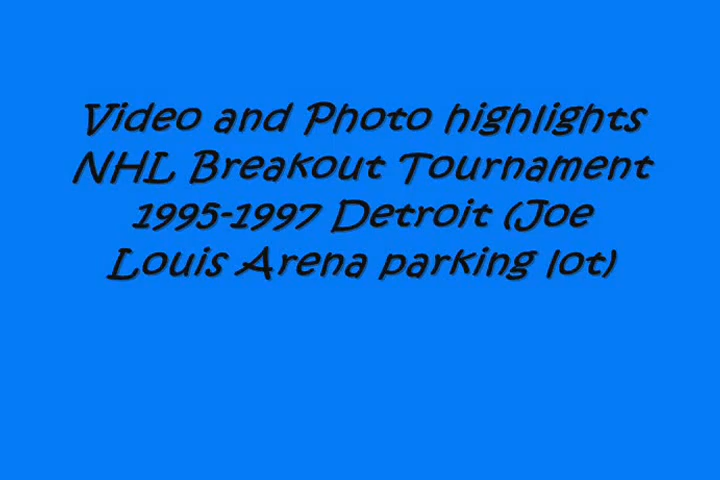 Video and Photo highlights
NHL Breakout Tournament
1995-1997 Detroit (Joe
Louis Arena parking lot)